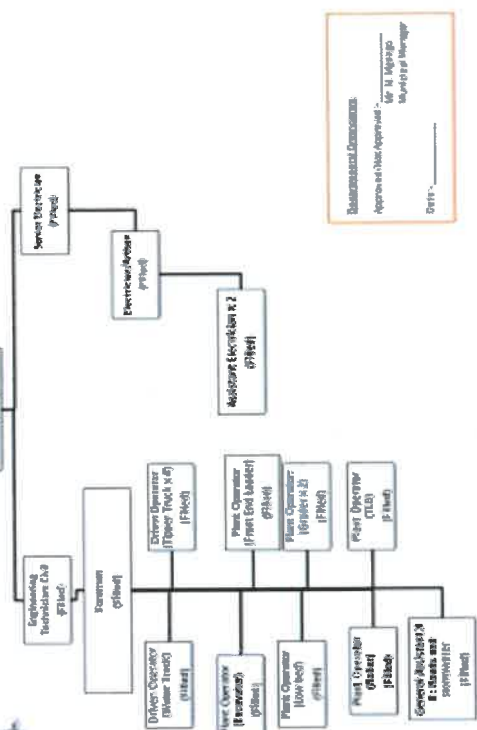 Senior Electrician
(Filled)
Electrician
(Filled)
Assistant Electrician x 2
(Filled)
Engineering
Technician
(Filled)
Foreman
(Filled)
Driver Operator
(Water Truck)
(Filled)
Driver Operator
(Tipper Truck x 4)
(Filled)
Plant Operator
(Excavator)
(Filled)
Plant Operator
(Front End Loader)
(Filled)
Plant Operator
(Low bed)
(Filled)
Plant Operator
(Grader x 2)
(Filled)
Plant Operator
(Filled)
Plant Operator
(TLB)
(Filled)
General Assistant x
8 : Roads and
stormwater
(Filled)
Approved / Not Approved :-
Municipal Manager
Date :-